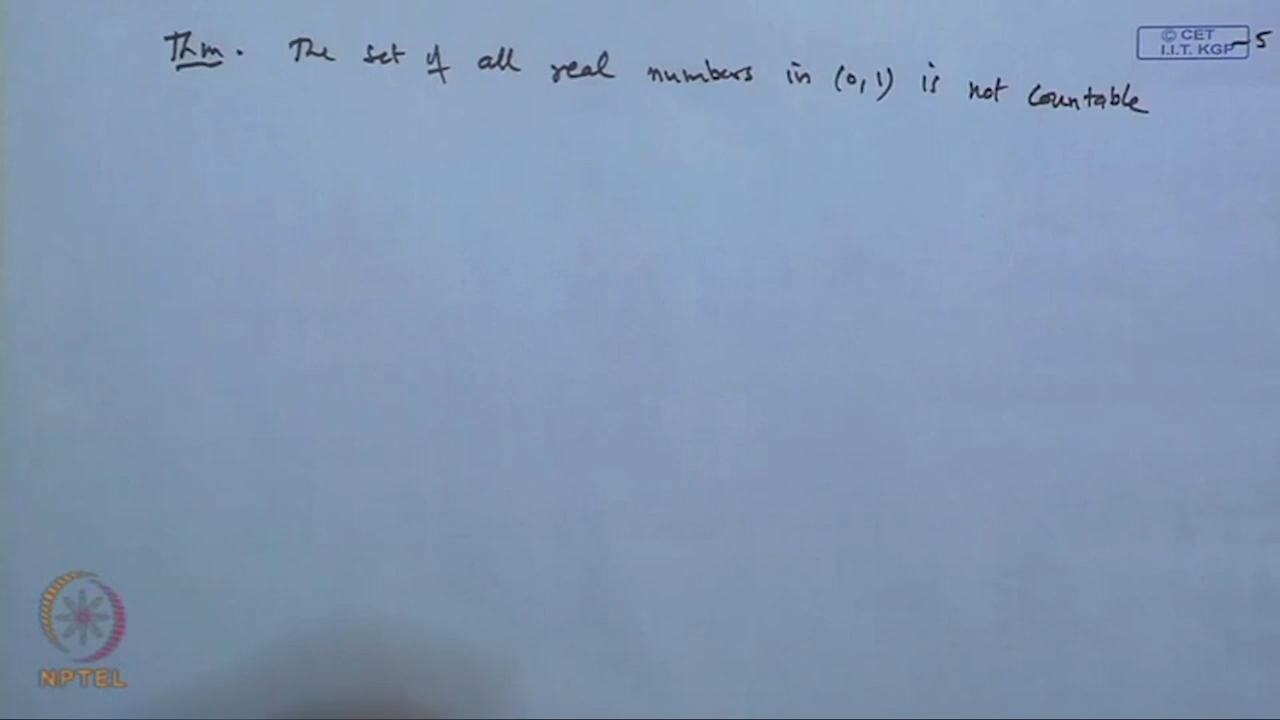 Thm. The set of all real numbers in (0,1) is not countable
© CET
I.I.T. KGP
-5
NPTEL